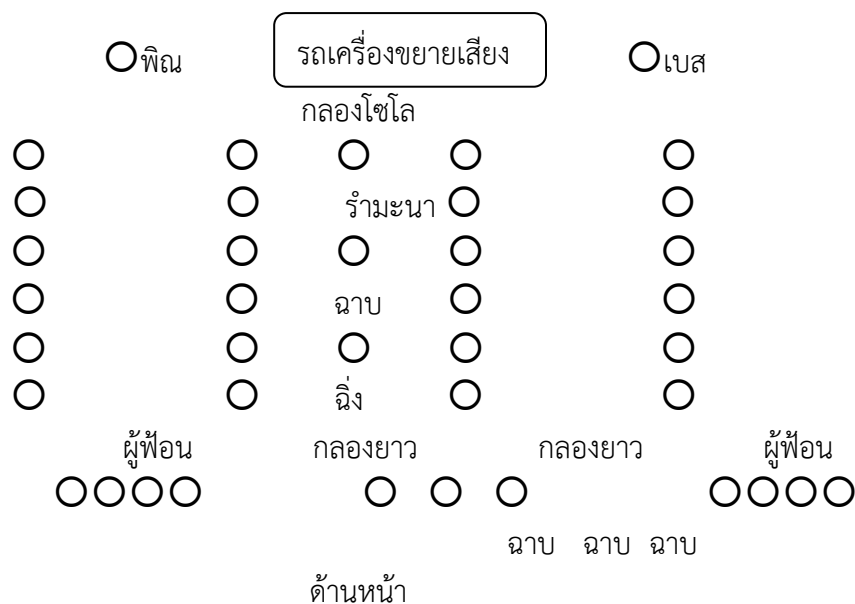 พิณ รถเครื่องขยายเสียง เบส
กลองโซโล
รำมะนา
ฉาบ
ฉิ่ง
ผู้ฟ้อน กลองยาว กลองยาว ผู้ฟ้อน
ฉาบ ฉาบ ฉาบ
ด้านหน้า